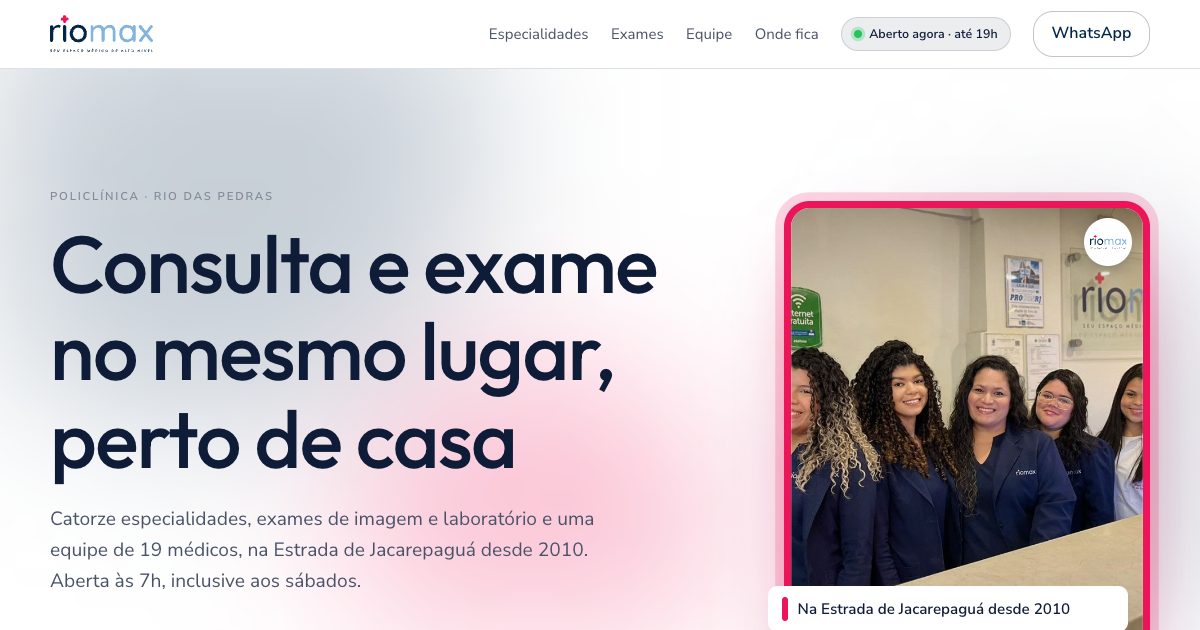 riomax
SEU ESPAÇO MÉDICO DE ALTO NÍVEL
Especialidades
Exames
Equipe
Onde fica
Aberto agora · até 19h
WhatsApp
POLICLÍNICA · RIO DAS PEDRAS
Consulta e exame
no mesmo lugar,
perto de casa
Catorze especialidades, exames de imagem e laboratório e uma
equipe de 19 médicos, na Estrada de Jacarepaguá desde 2010.
Aberta às 7h, inclusive aos sábados.
riomax
ternet
ratuita
rio
SEU ESPAÇO
riomax
Na Estrada de Jacarepaguá desde 2010